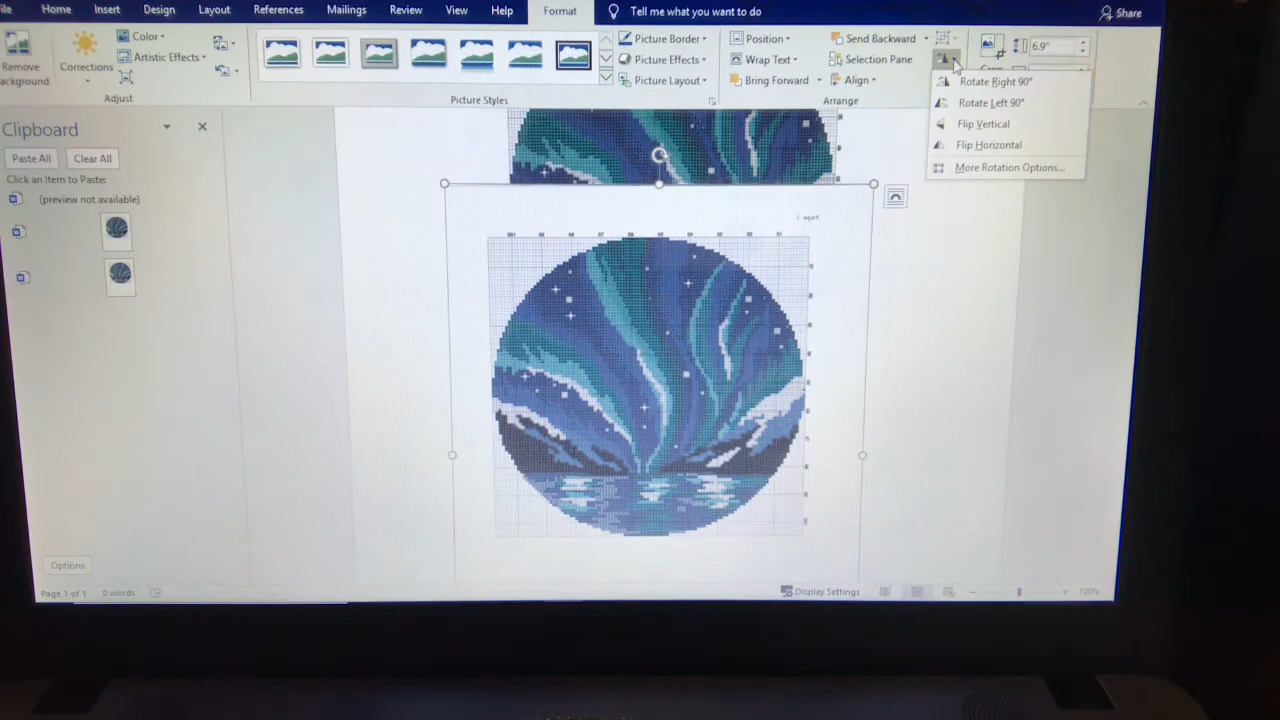 ile Home Insert Design Layout References Mailings Review View Help Format Tell me what you want to do Share
Remove
ackground
Corrections
Color
Artistic Effects
Adjust
Picture Styles
Picture Border
Picture Effects
Picture Layout
Position
Wrap Text
Bring Forward
Send Backward
Selection Pane
Align
Arrange
6.9"
Rotate Right 90°
Rotate Left 90°
Flip Vertical
Flip Horizontal
More Rotation Options...
Clipboard
Paste All Clear All
Click an Item to Paste:
(preview not available)
Options
Page 1 of 1 0 words
Display Settings
100%